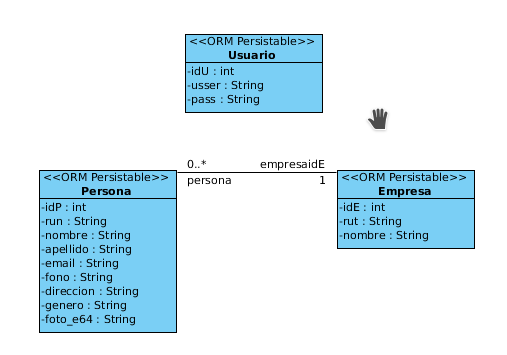 <<ORM Persistable>>
Usuario
-idU : int
-usser : String
-pass : String
0..* empresaidE
persona 1
<<ORM Persistable>>
Persona
-idP : int
-run : String
-nombre : String
-apellido : String
-email : String
-fono : String
-direccion : String
-genero : String
-foto_e64 : String
<<ORM Persistable>>
Empresa
-idE : int
-rut : String
-nombre : String